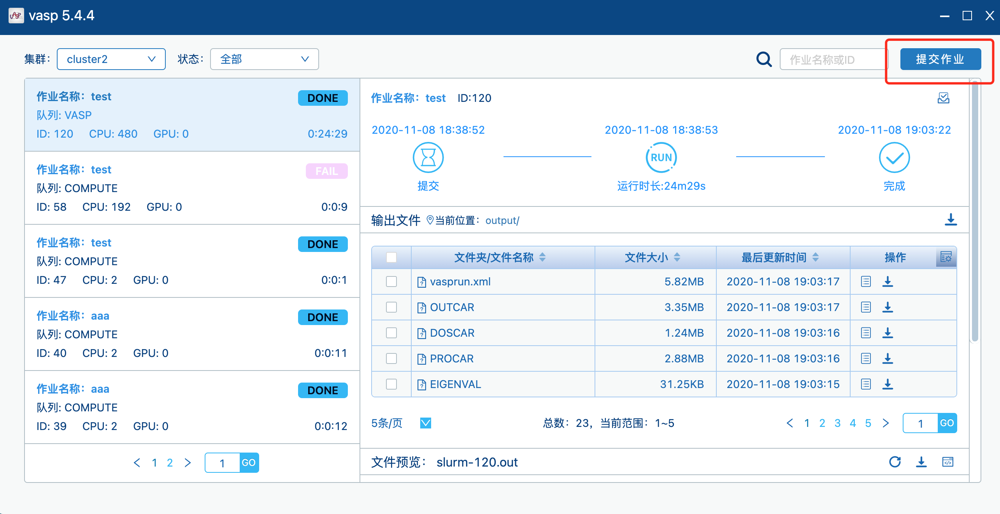 vasp 5.4.4
集群： cluster2 状态： 全部 作业名称或ID 提交作业
作业名称：test DONE
队列: VASP
ID: 120 CPU: 480 GPU: 0 0:24:29
作业名称：test FAIL
队列: COMPUTE
ID: 58 CPU: 192 GPU: 0 0:0:9
作业名称：test DONE
队列: COMPUTE
ID: 47 CPU: 2 GPU: 0 0:0:1
作业名称：aaa DONE
队列: COMPUTE
ID: 40 CPU: 2 GPU: 0 0:0:11
作业名称：aaa DONE
队列: COMPUTE
ID: 39 CPU: 2 GPU: 0 0:0:12
< 1 2 > 1 GO
作业名称：test ID:120
2020-11-08 18:38:52 2020-11-08 18:38:53 2020-11-08 19:03:22
RUN
提交 运行时长:24m29s 完成
输出文件 当前位置： output/
文件夹/文件名称 文件大小 最后更新时间 操作
vasprun.xml 5.82MB 2020-11-08 19:03:17
OUTCAR 3.35MB 2020-11-08 19:03:17
DOSCAR 1.24MB 2020-11-08 19:03:16
PROCAR 2.88MB 2020-11-08 19:03:16
EIGENVAL 31.25KB 2020-11-08 19:03:15
5条/页 总数：23，当前范围：1~5 < 1 2 3 4 5 > 1 GO
文件预览： slurm-120.out